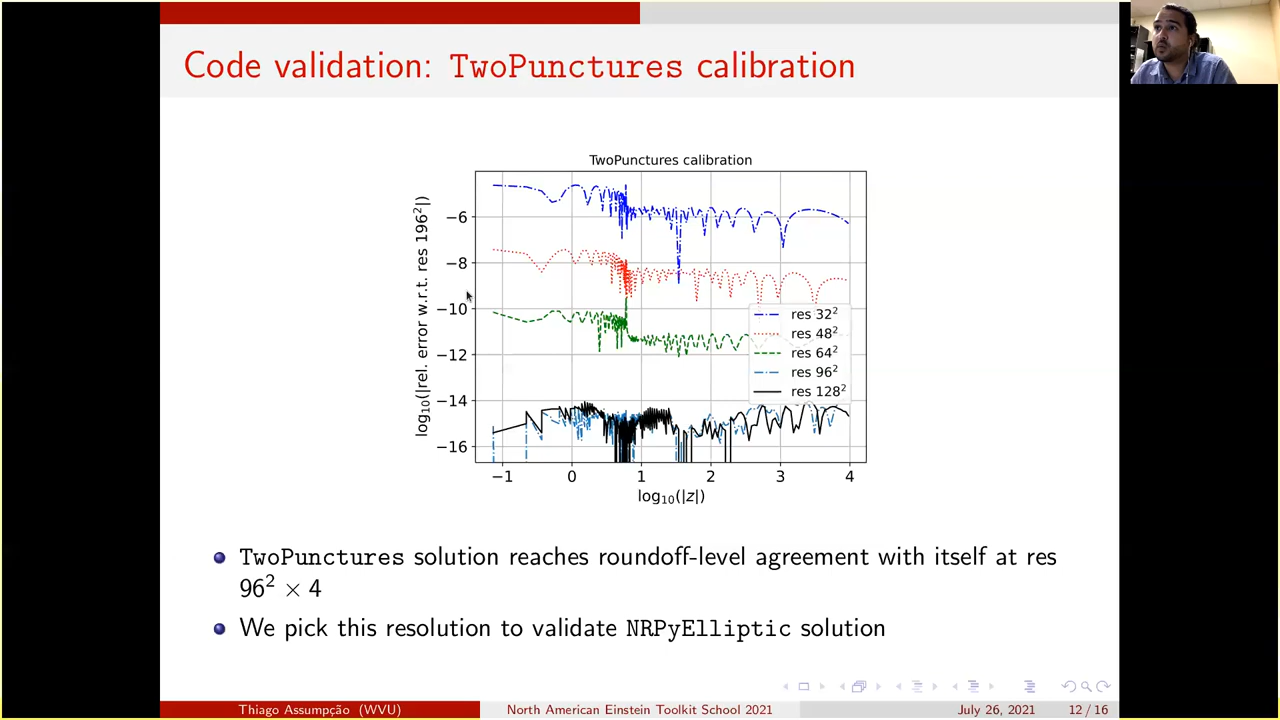 Code validation: TwoPunctures calibration
TwoPunctures calibration
log₁₀(|rel. error w.r.t. res 196²|)
−6
−8
−10
−12
−14
−16
res 32²
res 48²
res 64²
res 96²
res 128²
−1 0 1 2 3 4
log₁₀(|z|)
TwoPunctures solution reaches roundoff-level agreement with itself at res
96² × 4
We pick this resolution to validate NRPyElliptic solution
Thiago Assumpção (WVU) North American Einstein Toolkit School 2021 July 26, 2021 12 / 16